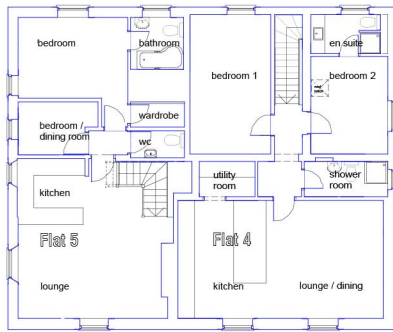 bedroom
bathroom
bedroom 1
en suite
bedroom 2
wardrobe
bedroom /
dining room
wc
kitchen
utility
room
shower
room
Flat 5
Flat 4
lounge
kitchen
lounge / dining